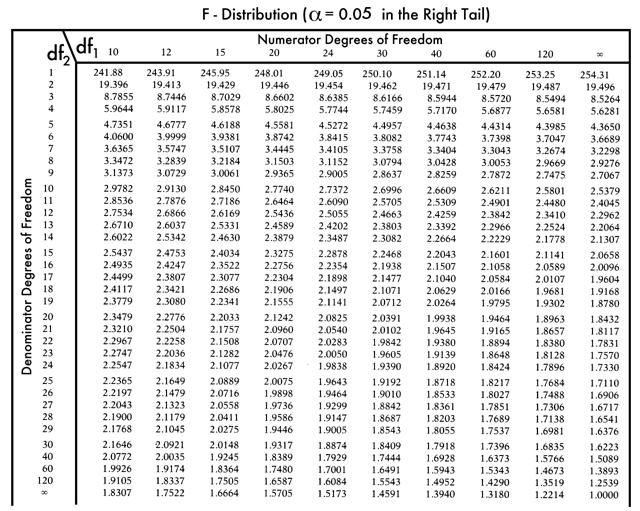 F - Distribution (α = 0.05 in the Right Tail)
Numerator Degrees of Freedom
df₂\df₁ 10 12 15 20 24 30 40 60 120 ∞
1 241.88 243.91 245.95 248.01 249.05 250.10 251.14 252.20 253.25 254.31
2 19.396 19.413 19.429 19.446 19.454 19.462 19.471 19.479 19.487 19.496
3 8.7855 8.7446 8.7029 8.6602 8.6385 8.6166 8.5944 8.5720 8.5494 8.5264
4 5.9644 5.9117 5.8578 5.8025 5.7744 5.7459 5.7170 5.6877 5.6581 5.6281
5 4.7351 4.6777 4.6188 4.5581 4.5272 4.4957 4.4638 4.4314 4.3985 4.3650
6 4.0600 3.9999 3.9381 3.8742 3.8415 3.8082 3.7743 3.7398 3.7047 3.6689
7 3.6365 3.5747 3.5107 3.4445 3.4105 3.3758 3.3404 3.3043 3.2674 3.2298
8 3.3472 3.2839 3.2184 3.1503 3.1152 3.0794 3.0428 3.0053 2.9669 2.9276
9 3.1373 3.0729 3.0061 2.9365 2.9005 2.8637 2.8259 2.7872 2.7475 2.7067
Denominator Degrees of Freedom
10 2.9782 2.9130 2.8450 2.7740 2.7372 2.6996 2.6609 2.6211 2.5801 2.5379
11 2.8536 2.7876 2.7186 2.6464 2.6090 2.5705 2.5309 2.4901 2.4480 2.4045
12 2.7534 2.6866 2.6169 2.5436 2.5055 2.4663 2.4259 2.3842 2.3410 2.2962
13 2.6710 2.6037 2.5331 2.4589 2.4202 2.3803 2.3392 2.2966 2.2524 2.2064
14 2.6022 2.5342 2.4630 2.3879 2.3487 2.3082 2.2664 2.2229 2.1778 2.1307
15 2.5437 2.4753 2.4034 2.3275 2.2878 2.2468 2.2043 2.1601 2.1141 2.0658
16 2.4935 2.4247 2.3522 2.2756 2.2354 2.1938 2.1507 2.1058 2.0589 2.0096
17 2.4499 2.3807 2.3077 2.2304 2.1898 2.1477 2.1040 2.0584 2.0107 1.9604
18 2.4117 2.3421 2.2686 2.1906 2.1497 2.1071 2.0629 2.0166 1.9681 1.9168
19 2.3779 2.3080 2.2341 2.1555 2.1141 2.0712 2.0264 1.9795 1.9302 1.8780
20 2.3479 2.2776 2.2033 2.1242 2.0825 2.0391 1.9938 1.9464 1.8963 1.8432
21 2.3210 2.2504 2.1757 2.0960 2.0540 2.0102 1.9645 1.9165 1.8657 1.8117
22 2.2967 2.2258 2.1508 2.0707 2.0283 1.9842 1.9380 1.8894 1.8380 1.7831
23 2.2747 2.2036 2.1282 2.0476 2.0050 1.9605 1.9139 1.8648 1.8128 1.7570
24 2.2547 2.1834 2.1077 2.0267 1.9838 1.9390 1.8920 1.8424 1.7896 1.7330
25 2.2365 2.1649 2.0889 2.0075 1.9643 1.9192 1.8718 1.8217 1.7684 1.7110
26 2.2197 2.1479 2.0716 1.9898 1.9464 1.9010 1.8533 1.8027 1.7488 1.6906
27 2.2043 2.1323 2.0558 1.9736 1.9299 1.8842 1.8361 1.7851 1.7306 1.6717
28 2.1900 2.1179 2.0411 1.9586 1.9147 1.8687 1.8203 1.7689 1.7138 1.6541
29 2.1768 2.1045 2.0275 1.9446 1.9005 1.8543 1.8055 1.7537 1.6981 1.6376
30 2.1646 2.0921 2.0148 1.9317 1.8874 1.8409 1.7918 1.7396 1.6835 1.6223
40 2.0772 2.0035 1.9245 1.8389 1.7929 1.7444 1.6928 1.6373 1.5766 1.5089
60 1.9926 1.9174 1.8364 1.7480 1.7001 1.6491 1.5943 1.5343 1.4673 1.3893
120 1.9105 1.8337 1.7505 1.6587 1.6084 1.5543 1.4952 1.4290 1.3519 1.2539
∞ 1.8307 1.7522 1.6664 1.5705 1.5173 1.4591 1.3940 1.3180 1.2214 1.0000